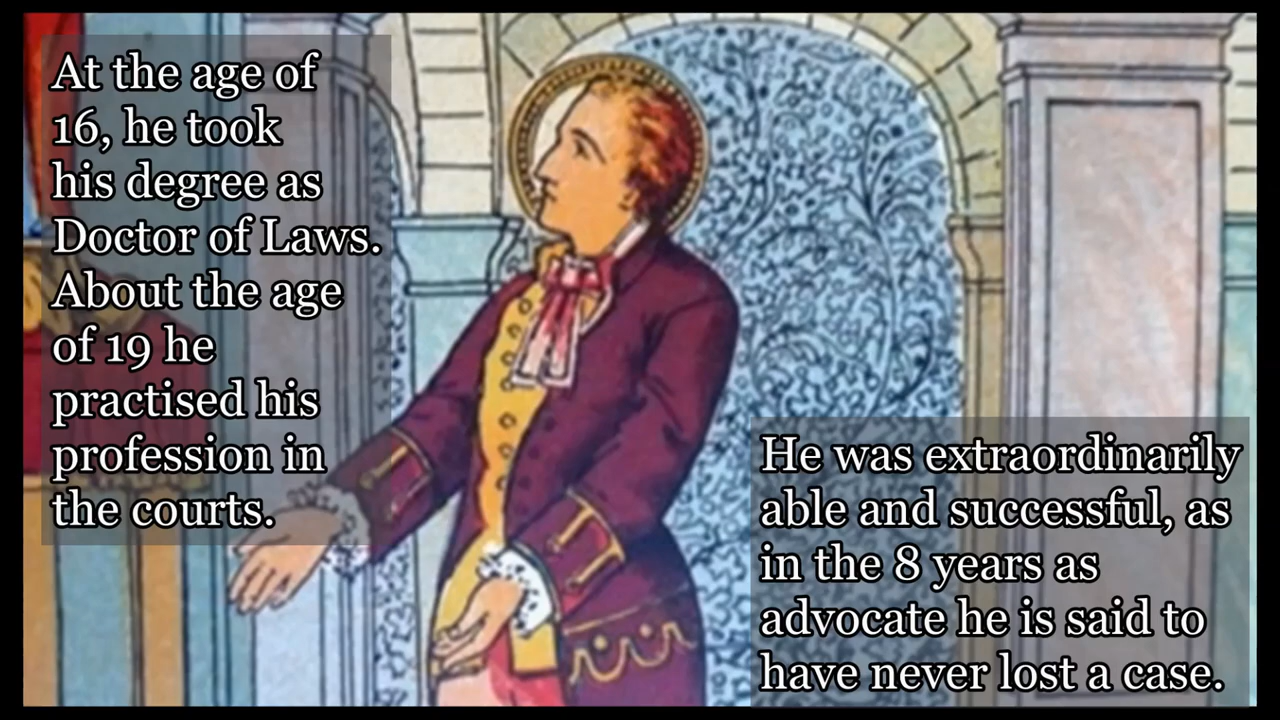 At the age of
16, he took
his degree as
Doctor of Laws.
About the age
of 19 he
practised his
profession in
the courts.
He was extraordinarily
able and successful, as
in the 8 years as
advocate he is said to
have never lost a case.